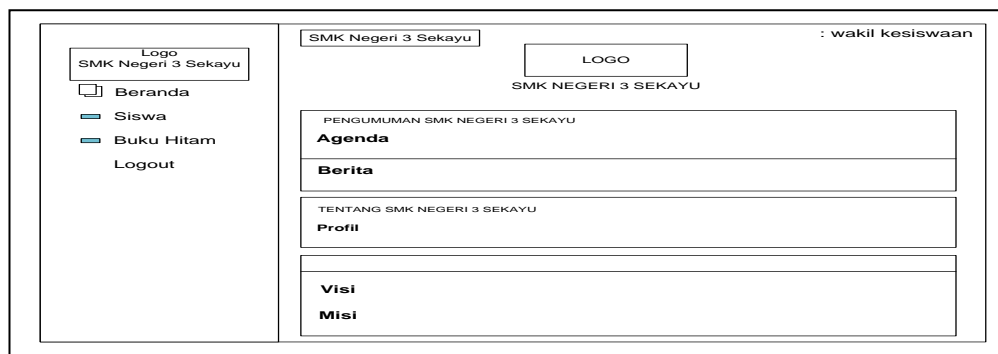 Logo
SMK Negeri 3 Sekayu
Beranda
Siswa
Buku Hitam
Logout
SMK Negeri 3 Sekayu
: wakil kesiswaan
LOGO
SMK NEGERI 3 SEKAYU
PENGUMUMAN SMK NEGERI 3 SEKAYU
Agenda
Berita
TENTANG SMK NEGERI 3 SEKAYU
Profil
Visi
Misi